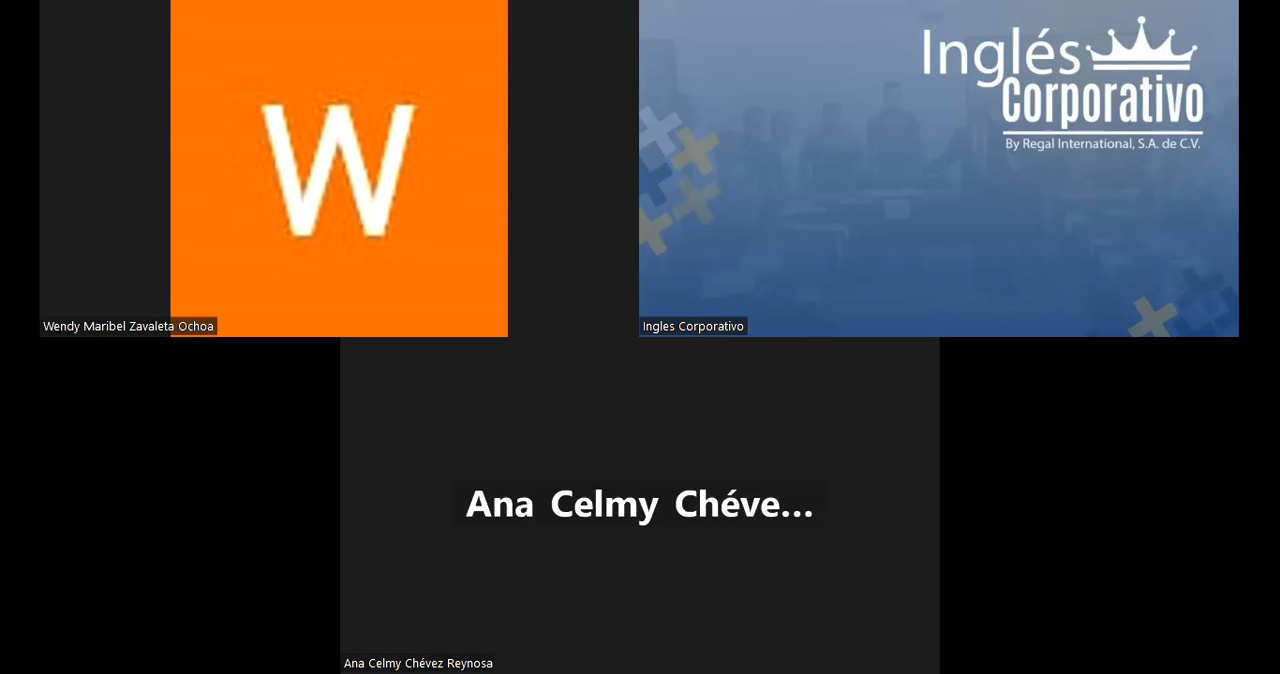 W
Wendy Maribel Zavaleta Ochoa
Inglés
Corporativo
By Regal International, S.A. de C.V.
Ingles Corporativo
Ana Celmy Chéve...
Ana Celmy Chévez Reynosa